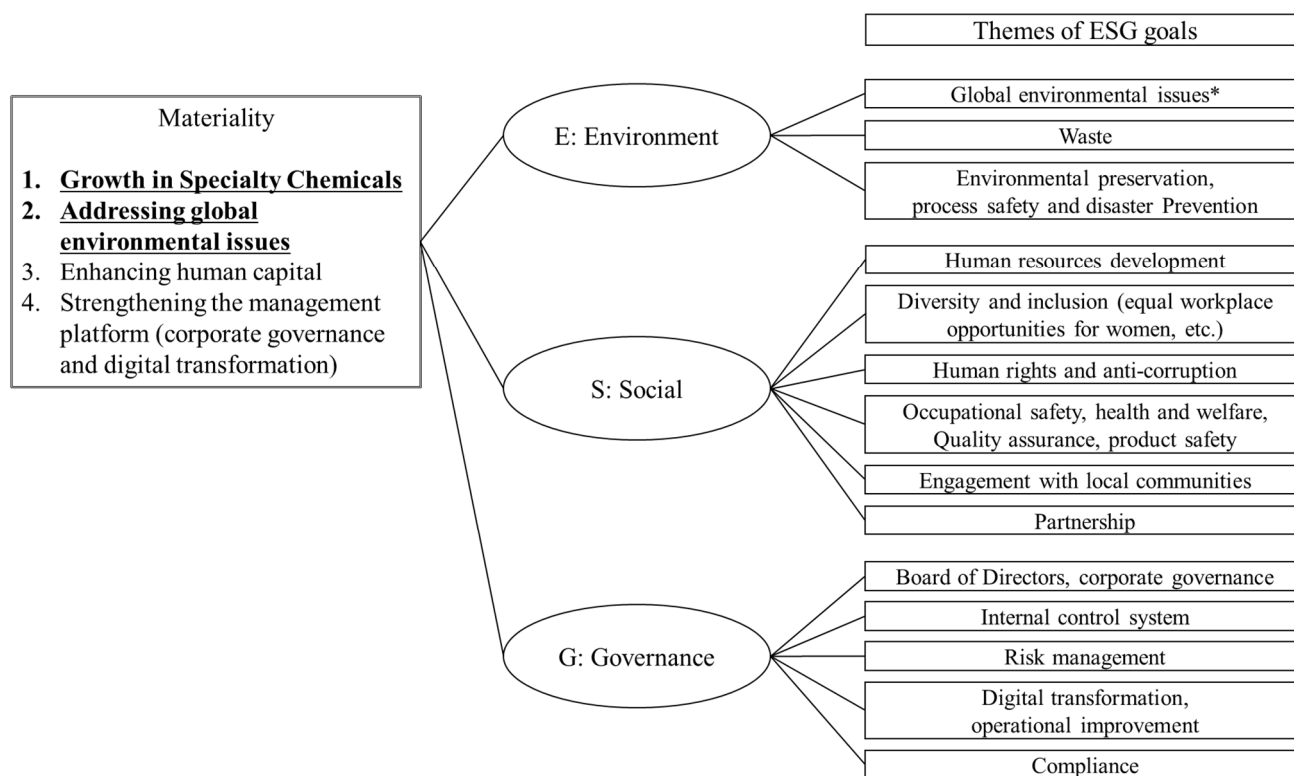 Themes of ESG goals
Materiality
1. Growth in Specialty Chemicals
2. Addressing global
environmental issues
3. Enhancing human capital
4. Strengthening the management
platform (corporate governance
and digital transformation)
E: Environment
Global environmental issues*
Waste
Environmental preservation,
process safety and disaster Prevention
S: Social
Human resources development
Diversity and inclusion (equal workplace
opportunities for women, etc.)
Human rights and anti-corruption
Occupational safety, health and welfare,
Quality assurance, product safety
Engagement with local communities
Partnership
G: Governance
Board of Directors, corporate governance
Internal control system
Risk management
Digital transformation,
operational improvement
Compliance